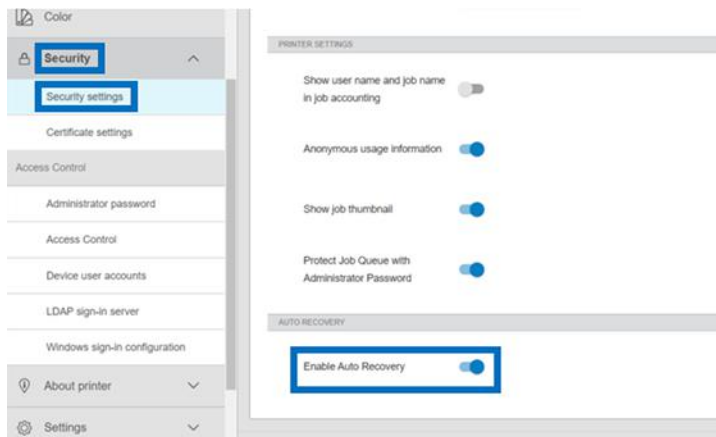 Color
Security
Security settings
Certificate settings
Access Control
Administrator password
Access Control
Device user accounts
LDAP sign-in server
Windows sign-in configuration
About printer
Settings
PRINTER SETTINGS
Show user name and job name
in job accounting
Anonymous usage information
Show job thumbnail
Protect Job Queue with
Administrator Password
AUTO RECOVERY
Enable Auto Recovery